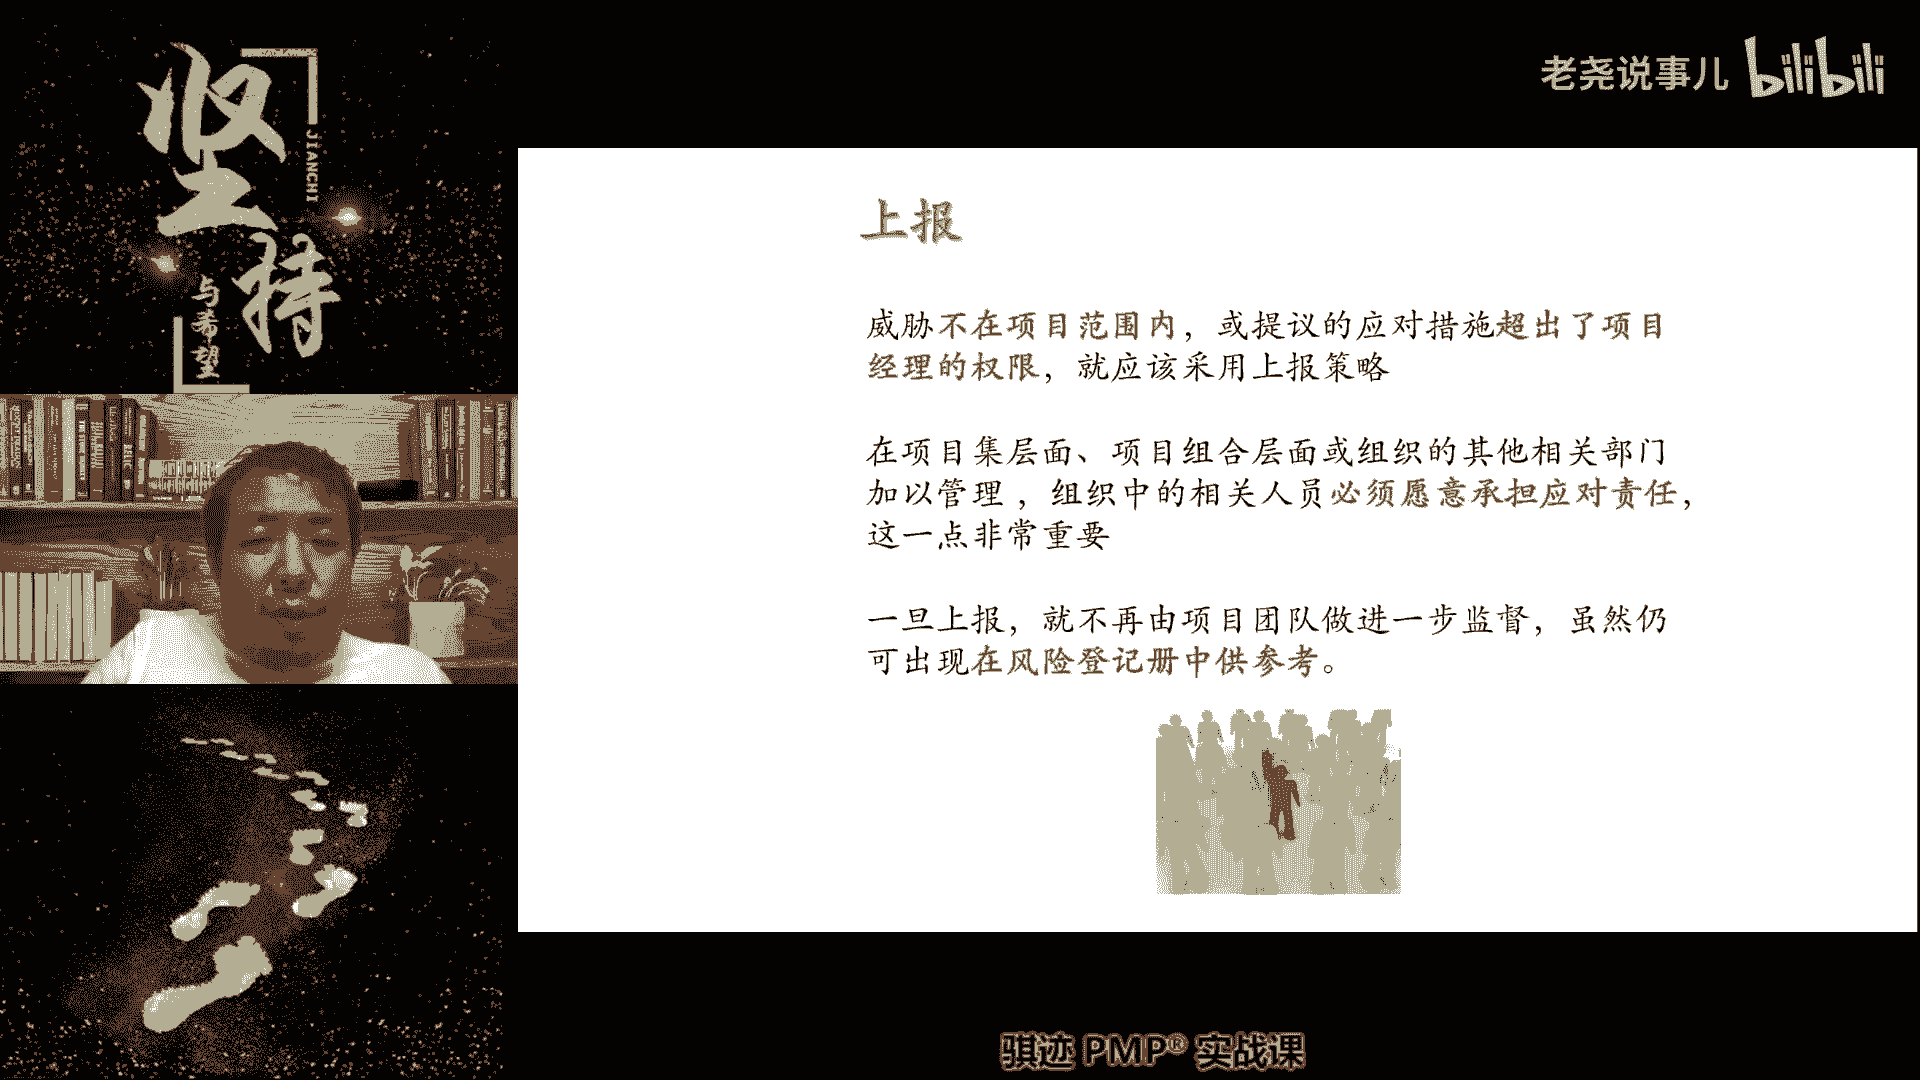 坚持
JIANCHI
与希望
老尧说事儿 bilibili
上报
威胁不在项目范围内，或提议的应对措施超出了项目
经理的权限，就应该采用上报策略
在项目集层面、项目组合层面或组织的其他相关部门
加以管理，组织中的相关人员必须愿意承担应对责任，
这一点非常重要
一旦上报，就不再由项目团队做进一步监督，虽然仍
可出现在风险登记册中供参考。
骐迹 PMP® 实战课